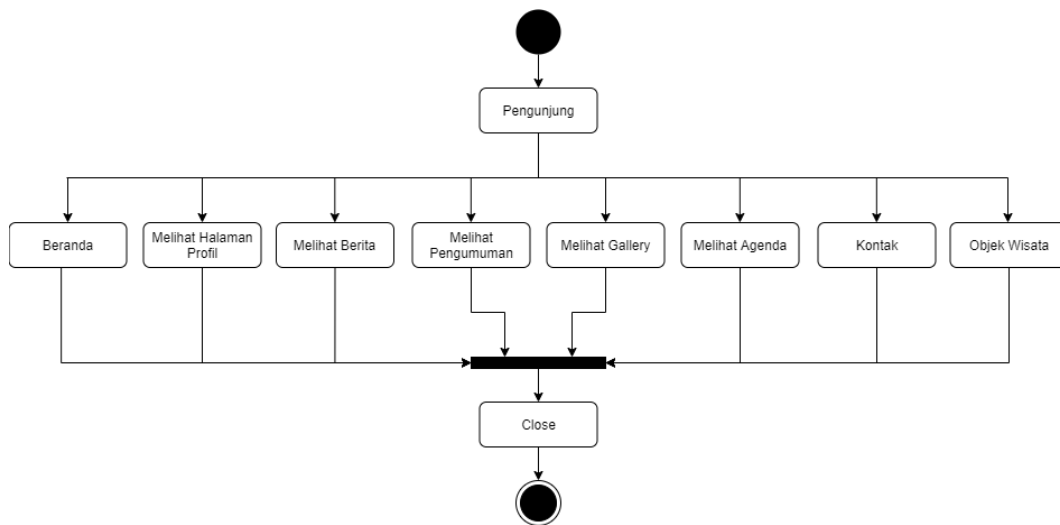 Pengunjung
Beranda
Melihat Halaman
Profil
Melihat Berita
Melihat
Pengumuman
Melihat Gallery
Melihat Agenda
Kontak
Objek Wisata
Close